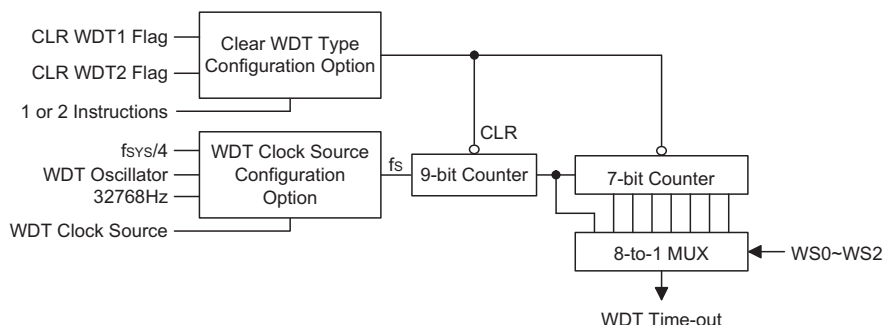 CLR WDT1 Flag
CLR WDT2 Flag
1 or 2 Instructions
Clear WDT Type
Configuration Option
CLR
fSYS/4
WDT Oscillator
32768Hz
WDT Clock Source
WDT Clock Source
Configuration
Option
fS
9-bit Counter
7-bit Counter
8-to-1 MUX
WS0~WS2
WDT Time-out